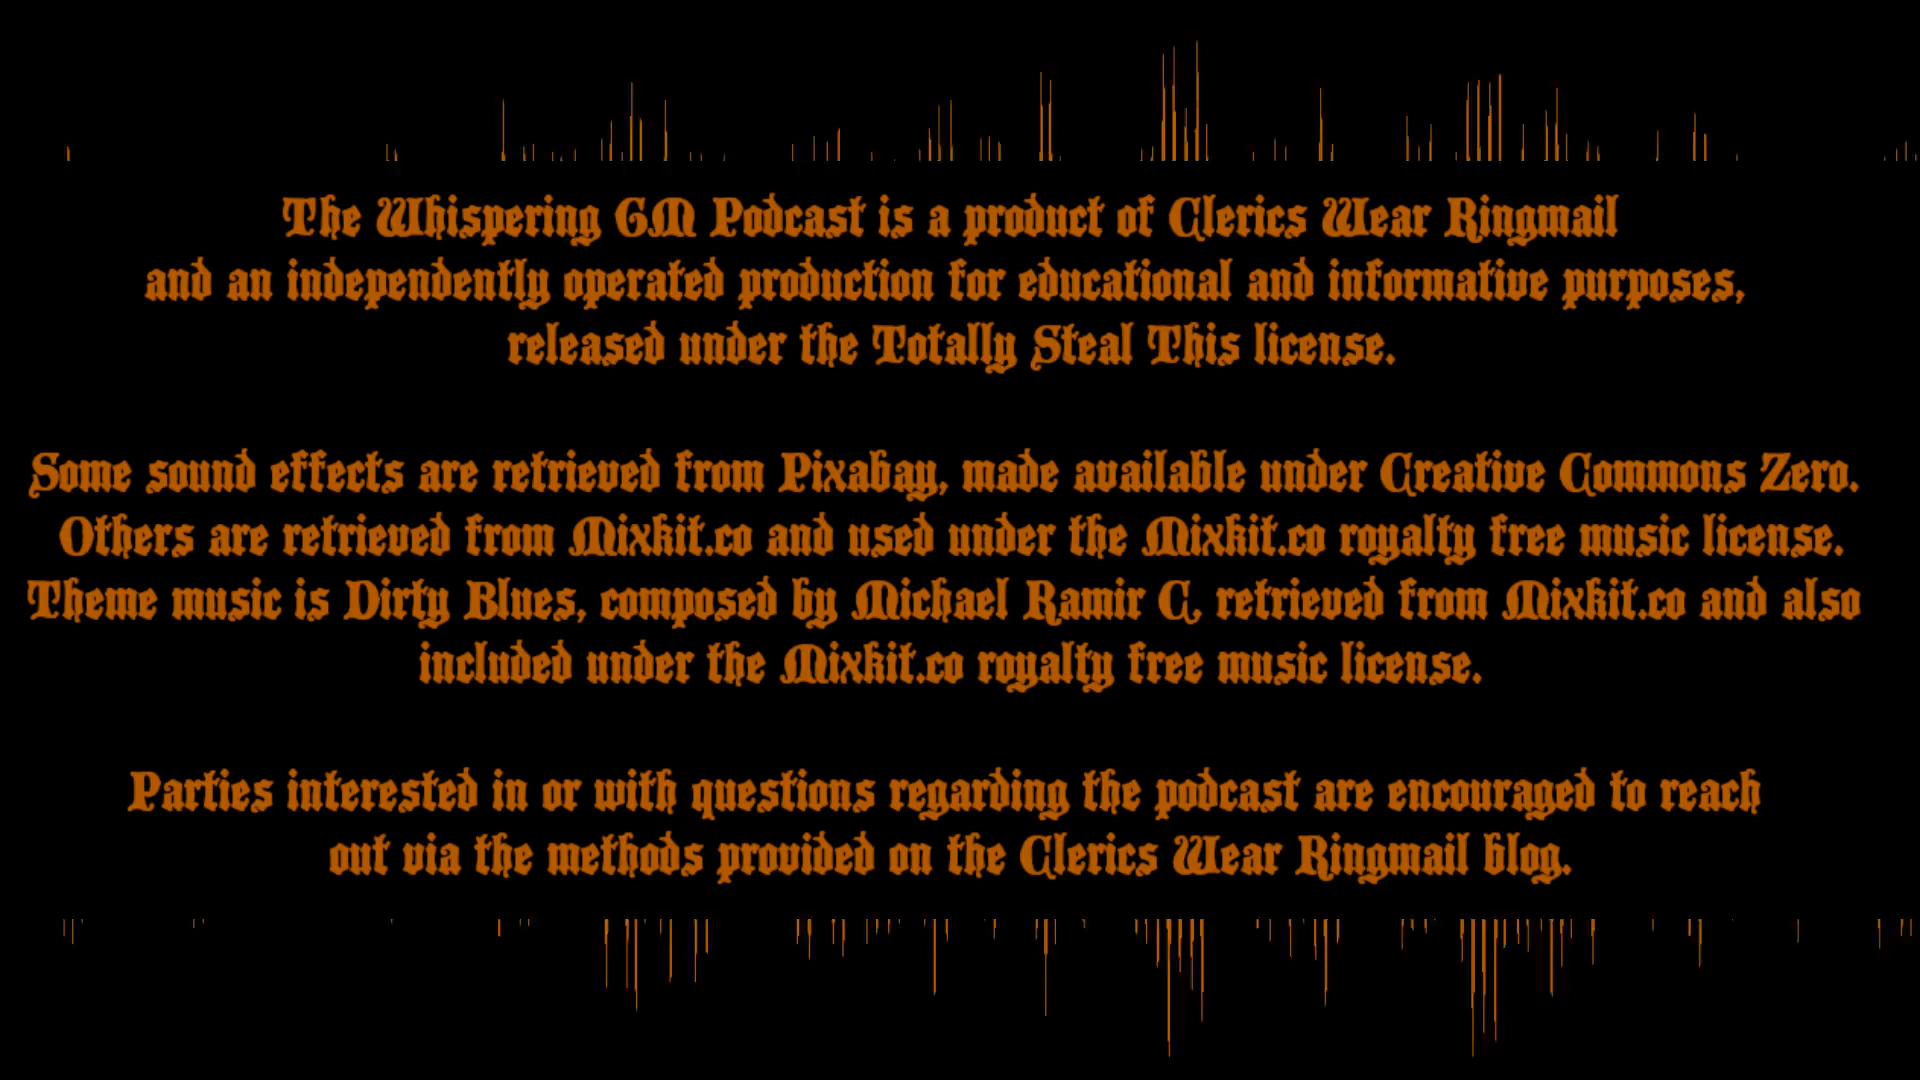 The Whispering GM Podcast is a product of Clerics Wear Ringmail
and an independently operated production for educational and informative purposes,
released under the Totally Steal This license.
Some sound effects are retrieved from Pixabay, made available under Creative Commons Zero.
Others are retrieved from Mixkit.co and used under the Mixkit.co royalty free music license.
Theme music is Dirty Blues, composed by Michael Ramir C, retrieved from Mixkit.co and also
included under the Mixkit.co royalty free music license.
Parties interested in or with questions regarding the podcast are encouraged to reach
out via the methods provided on the Clerics Wear Ringmail blog.